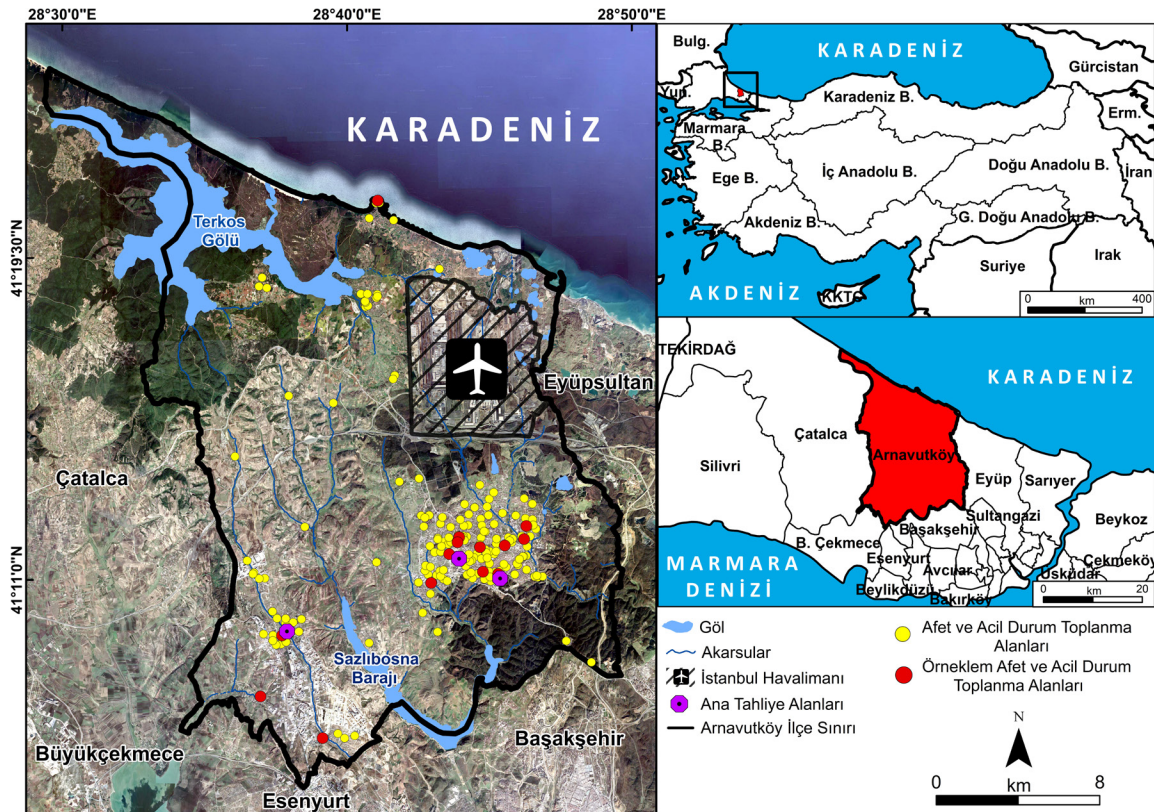 28°30'0"E
28°40'0"E
28°50'0"E
41°19'30"N
41°11'0"N
KARADENİZ
Terkos
Gölü
Eyüpsultan
Çatalca
Sazlıbosna
Barajı
Büyükçekmece
Başakşehir
Esenyurt
Bulg.
KARADENİZ
Gürcistan
Yun.
Karadeniz B.
Erm.
Marmara
B.
Doğu Anadolu B.
İran
Ege B.
İç Anadolu B.
Akdeniz B.
G. Doğu Anadolu B.
Suriye
Irak
AKDENİZ
KKTC
0
km
400
TEKİRDAĞ
KARADENİZ
Çatalca
Silivri
Arnavutköy
Eyüp
Sarıyer
Sultangazi
Başakşehir
Beykoz
B. Çekmece
Esenyurt
Avcılar
Çekmeköy
Üsküdar
MARMARA
DENİZİ
Beylikdüzü
Bakırköy
0
km
20
Göl
Akarsular
İstanbul Havalimanı
Ana Tahliye Alanları
Arnavutköy İlçe Sınırı
Afet ve Acil Durum Toplanma
Alanları
Örneklem Afet ve Acil Durum
Toplanma Alanları
N
0
km
8